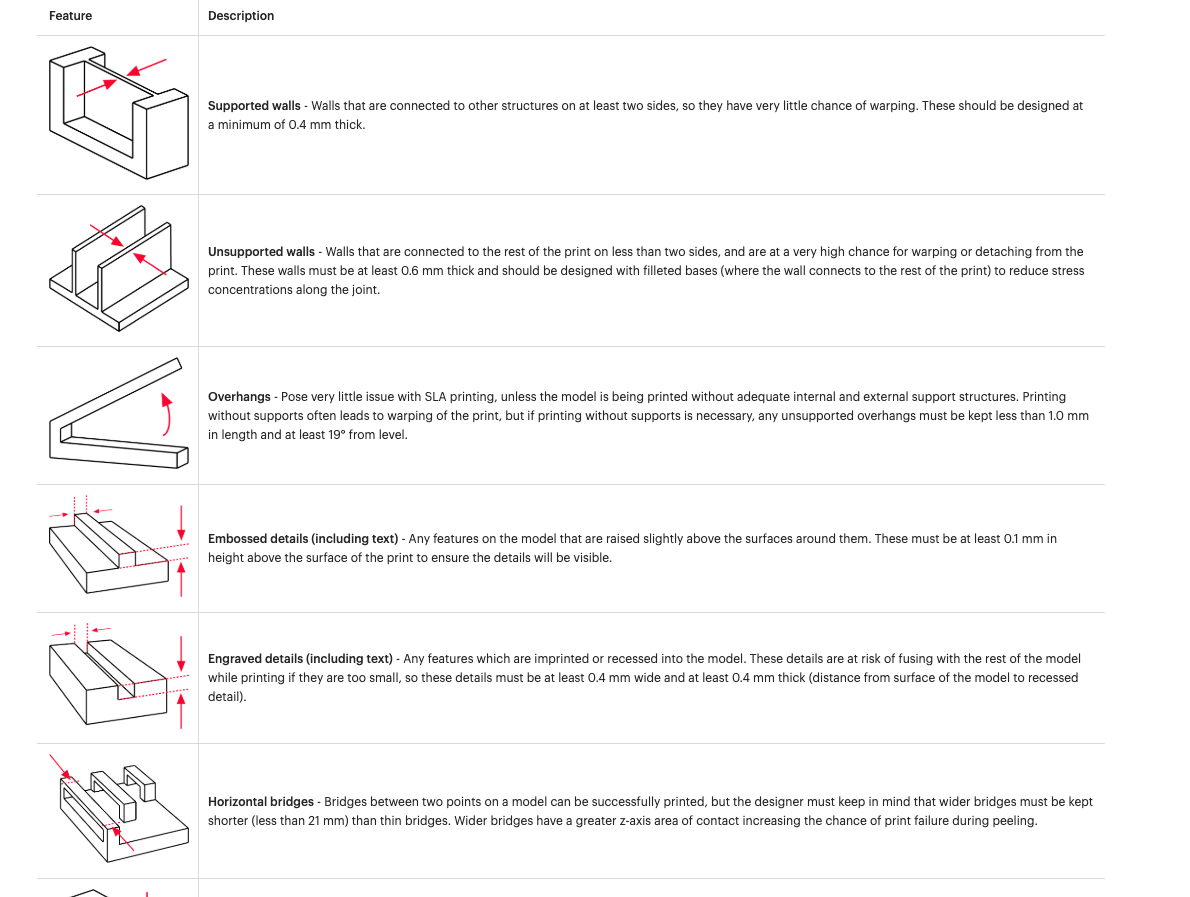 Feature
Description
Supported walls - Walls that are connected to other structures on at least two sides, so they have very little chance of warping. These should be designed at
a minimum of 0.4 mm thick.
Unsupported walls - Walls that are connected to the rest of the print on less than two sides, and are at a very high chance for warping or detaching from the
print. These walls must be at least 0.6 mm thick and should be designed with filleted bases (where the wall connects to the rest of the print) to reduce stress
concentrations along the joint.
Overhangs - Pose very little issue with SLA printing, unless the model is being printed without adequate internal and external support structures. Printing
without supports often leads to warping of the print, but if printing without supports is necessary, any unsupported overhangs must be kept less than 1.0 mm
in length and at least 19° from level.
Embossed details (including text) - Any features on the model that are raised slightly above the surfaces around them. These must be at least 0.1 mm in
height above the surface of the print to ensure the details will be visible.
Engraved details (including text) - Any features which are imprinted or recessed into the model. These details are at risk of fusing with the rest of the model
while printing if they are too small, so these details must be at least 0.4 mm wide and at least 0.4 mm thick (distance from surface of the model to recessed
detail).
Horizontal bridges - Bridges between two points on a model can be successfully printed, but the designer must keep in mind that wider bridges must be kept
shorter (less than 21 mm) than thin bridges. Wider bridges have a greater z-axis area of contact increasing the chance of print failure during peeling.